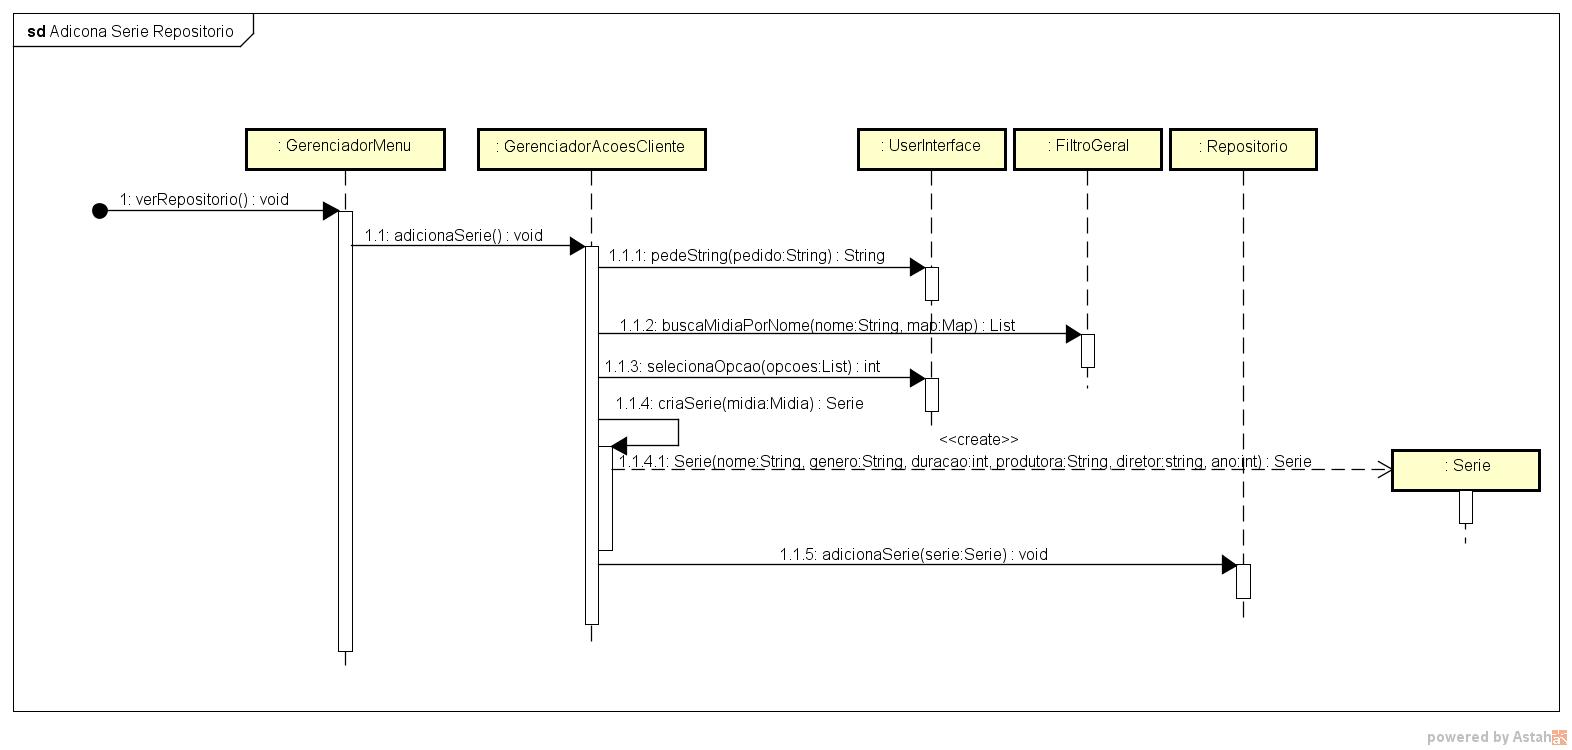 sd Adicona Serie Repositorio
: GerenciadorMenu
: GerenciadorAcoesCliente
: UserInterface
: FiltroGeral
: Repositorio
1: verRepositorio() : void
1.1: adicionaSerie() : void
1.1.1: pedeString(pedido:String) : String
1.1.2: buscaMidiaPorNome(nome:String, map:Map) : List
1.1.3: selecionaOpcao(opcoes:List) : int
1.1.4: criaSerie(midia:Midia) : Serie
<<create>>
1.1.4.1: Serie(nome:String, genero:String, duracao:int, produtora:String, diretor:string, ano:int) : Serie
: Serie
1.1.5: adicionaSerie(serie:Serie) : void
powered by Astah